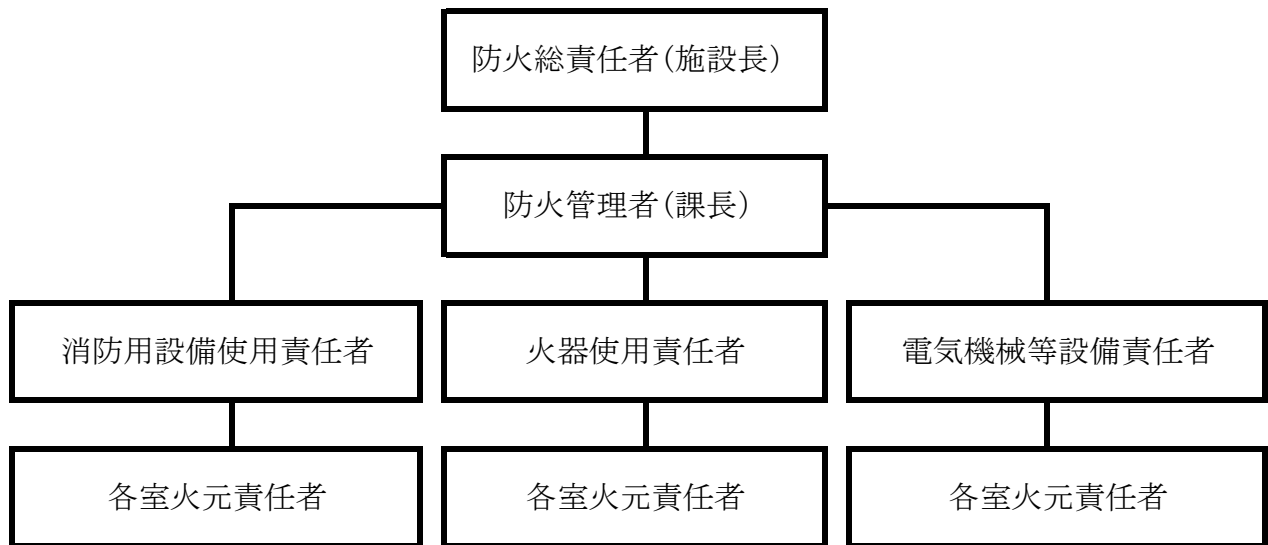 防火総責任者(施設長)
防火管理者(課長)
消防用設備使用責任者
火器使用責任者
電気機械等設備責任者
各室火元責任者
各室火元責任者
各室火元責任者